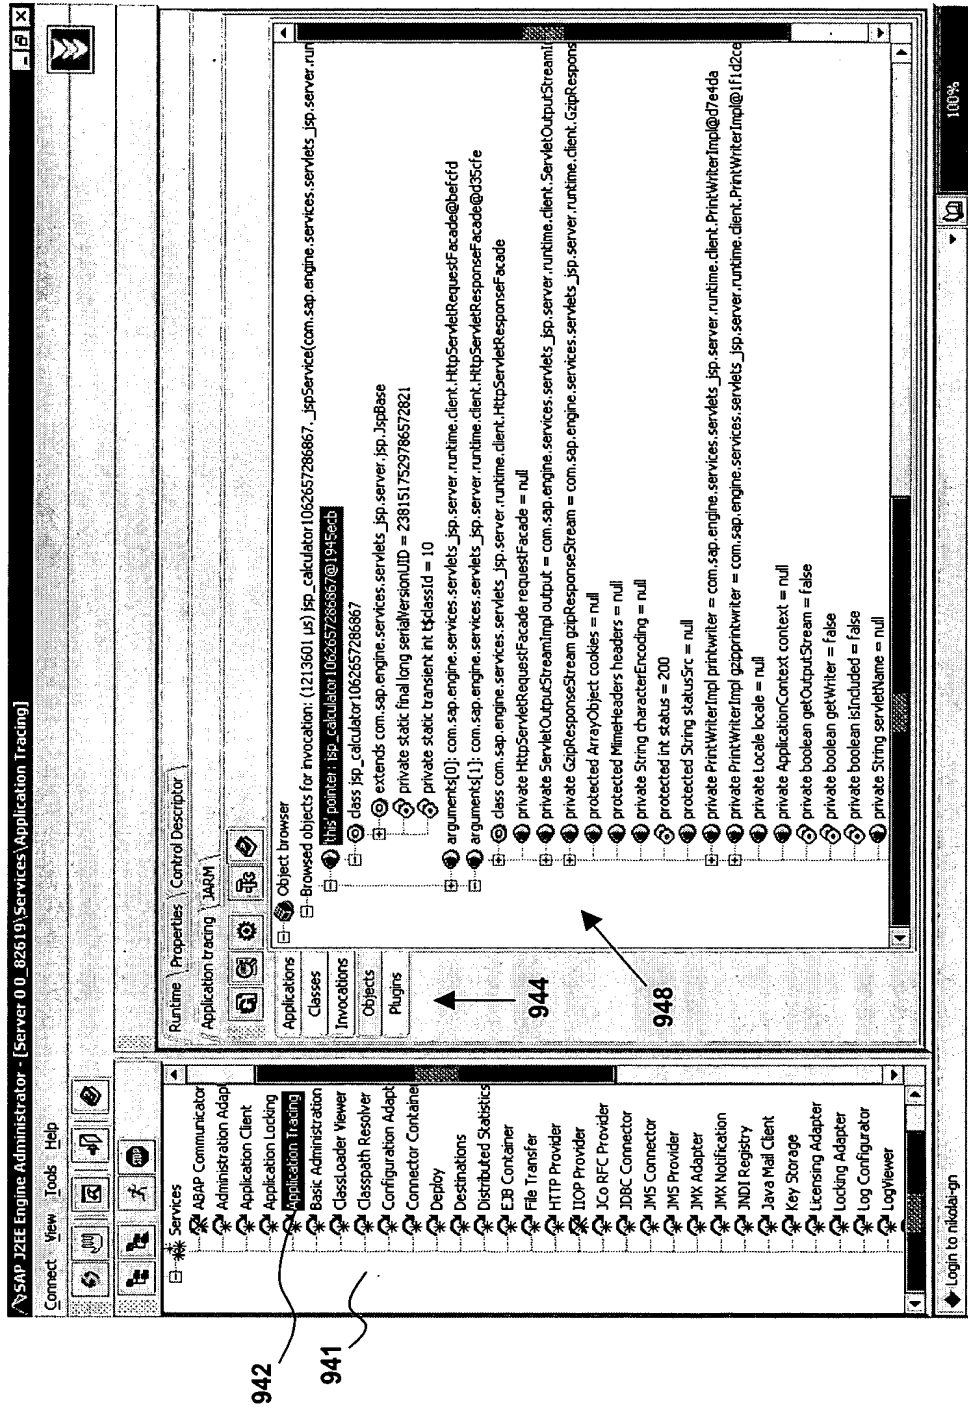 SAP J2EE Engine Administrator - [Server 0 0_82619\Services\Application Tracing]
Connect View Tools Help
Services
ABAP Communicator
Administration Adapt
Application Client
Application Locking
Application Tracing
Basic Administration
ClassLoader Viewer
Classpath Resolver
Configuration Adapt
Connector Container
Deploy
Destinations
Distributed Statistics
EJB Container
File Transfer
HTTP Provider
IIOP Provider
JCo RFC Provider
JDBC Connector
JMS Connector
JMS Provider
JMX Adapter
JMX Notification
JNDI Registry
Java Mail Client
Key Storage
Licensing Adapter
Locking Adapter
Log Configurator
LogViewer
942
941
Runtime Properties Control Descriptor
Application tracing JARM
Applications
Classes
Invocations
Objects
Plugins
944
948
Object browser
Browsed objects for invocation: (1213601 µs) jsp_calculator1062657286867._jspService(com.sap.engine.services.servlets_jsp.server.run
'this' pointer: jsp_calculator1062657286867@1945ecb
class jsp_calculator1062657286867
extends com.sap.engine.services.servlets_jsp.server.jsp.JspBase
private static final long serialVersionUID = 2381517529786572821
private static transient int t$classId = 10
arguments[0]: com.sap.engine.services.servlets_jsp.server.runtime.client.HttpServletRequestFacade@befcfd
arguments[1]: com.sap.engine.services.servlets_jsp.server.runtime.client.HttpServletResponseFacade@d35cfe
class com.sap.engine.services.servlets_jsp.server.runtime.client.HttpServletResponseFacade
private HttpServletRequestFacade requestFacade = null
private ServletOutputStreamImpl output = com.sap.engine.services.servlets_jsp.server.runtime.client.ServletOutputStreamI
private GzipResponseStream gzipResponseStream = com.sap.engine.services.servlets_jsp.server.runtime.client.GzipRespons
protected ArrayObject cookies = null
protected MimeHeaders headers = null
private String characterEncoding = null
protected int status = 200
protected String statusSrc = null
private PrintWriterImpl printwriter = com.sap.engine.services.servlets_jsp.server.runtime.client.PrintWriterImpl@d7e4da
private PrintWriterImpl gzipprintwriter = com.sap.engine.services.servlets_jsp.server.runtime.client.PrintWriterImpl@1f1d2ce
private Locale locale = null
private ApplicationContext context = null
private boolean getOutputStream = false
private boolean getWriter = false
private boolean isIncluded = false
private String servletName = null
Login to nikolai-gn
100%